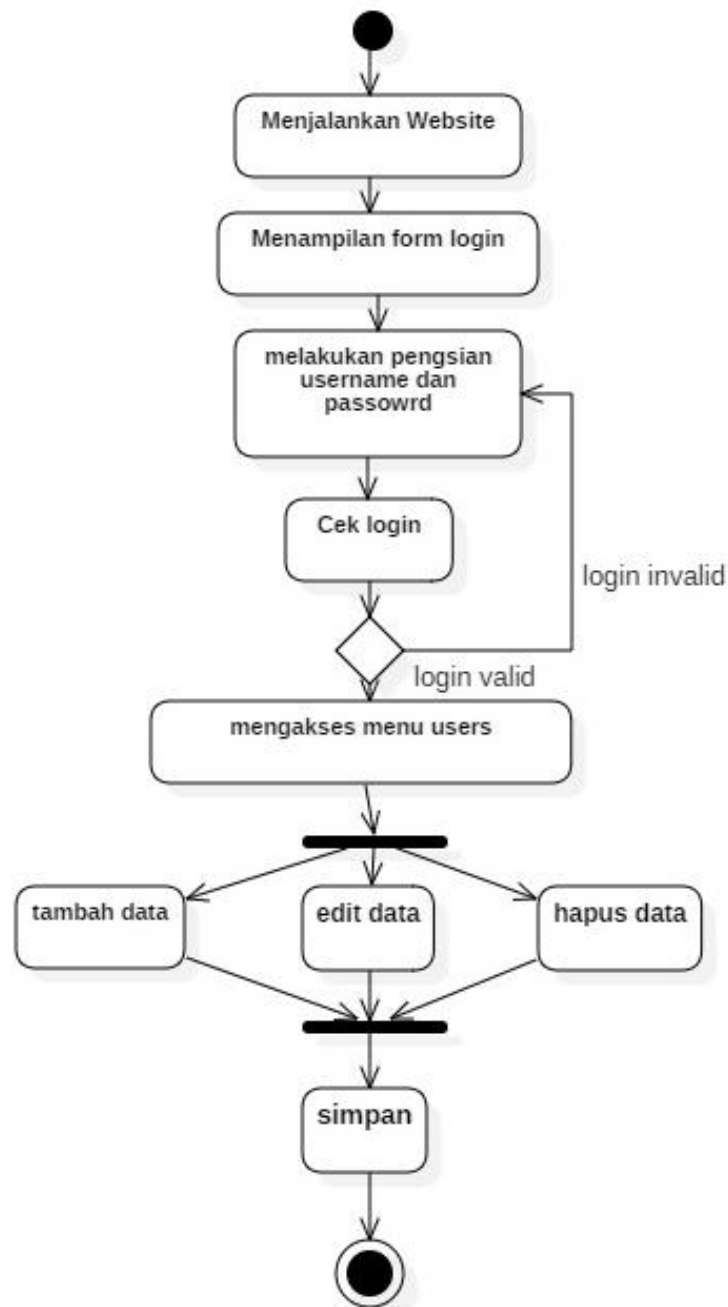 Menjalankan Website
Menampilan form login
melakukan pengsian
username dan
passowrd
Cek login
login invalid
login valid
mengakses menu users
tambah data
edit data
hapus data
simpan